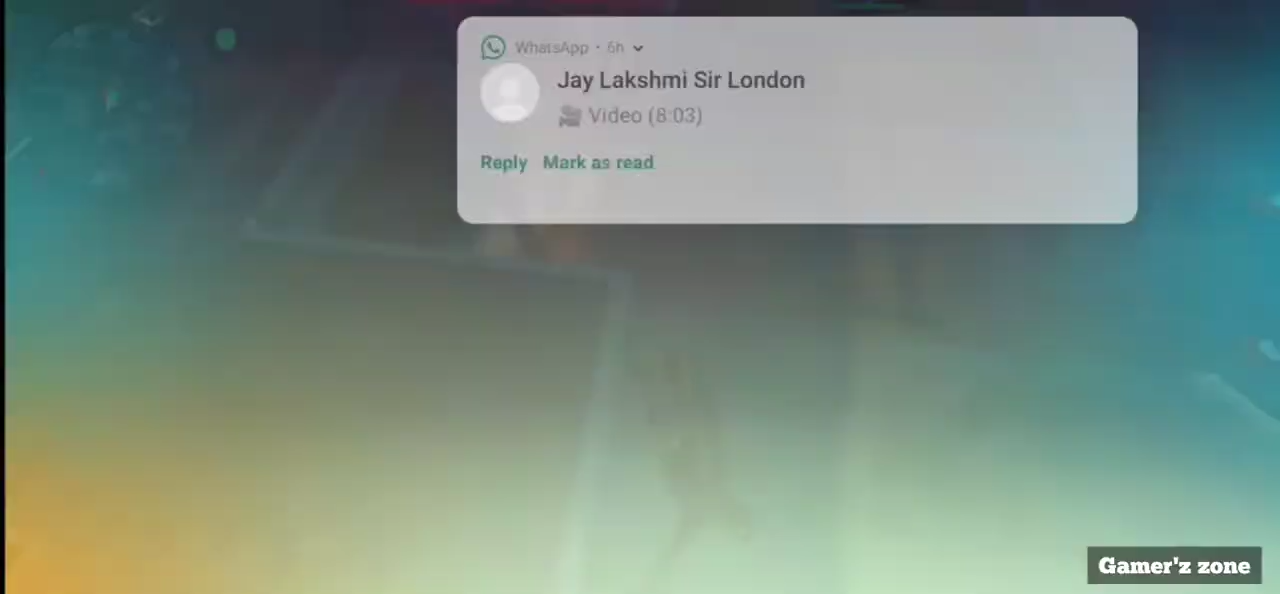 WhatsApp · 6h
Jay Lakshmi Sir London
🎥 Video (8:03)
Reply Mark as read
Gamer'z zone